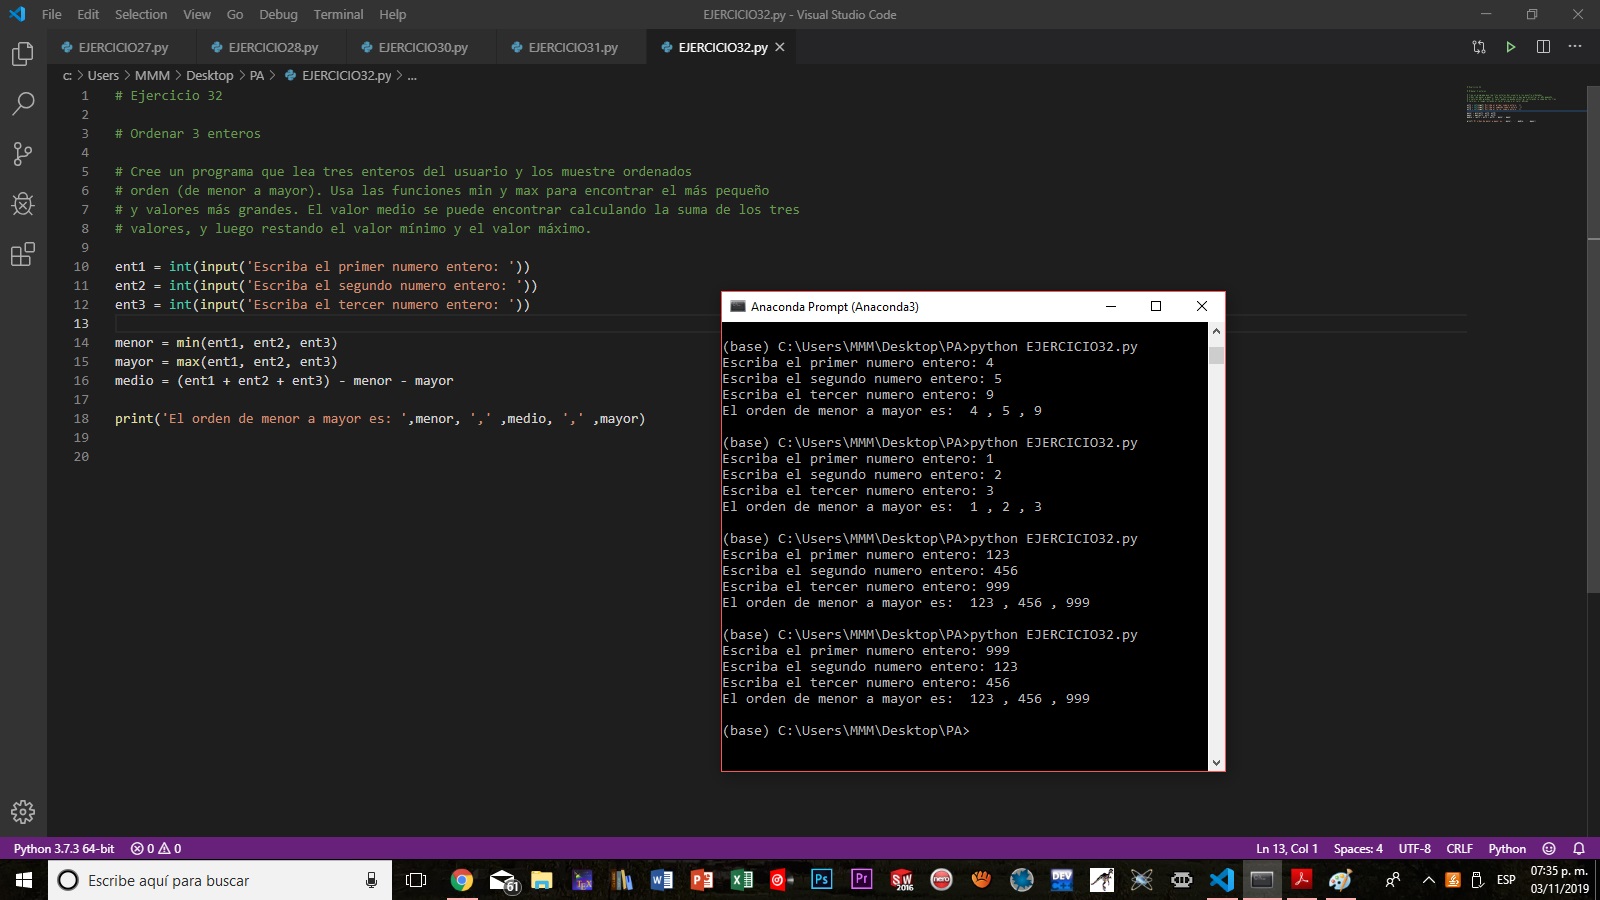 File Edit Selection View Go Debug Terminal Help
EJERCICIO32.py - Visual Studio Code
EJERCICIO27.py EJERCICIO28.py EJERCICIO30.py EJERCICIO31.py EJERCICIO32.py
c: > Users > MMM > Desktop > PA > EJERCICIO32.py > ...
1 # Ejercicio 32
2
3 # Ordenar 3 enteros
4
5 # Cree un programa que lea tres enteros del usuario y los muestre ordenados
6 # orden (de menor a mayor). Usa las funciones min y max para encontrar el más pequeño
7 # y valores más grandes. El valor medio se puede encontrar calculando la suma de los tres
8 # valores, y luego restando el valor mínimo y el valor máximo.
9
10 ent1 = int(input('Escriba el primer numero entero: '))
11 ent2 = int(input('Escriba el segundo numero entero: '))
12 ent3 = int(input('Escriba el tercer numero entero: '))
13
14 menor = min(ent1, ent2, ent3)
15 mayor = max(ent1, ent2, ent3)
16 medio = (ent1 + ent2 + ent3) - menor - mayor
17
18 print('El orden de menor a mayor es: ',menor, ',' ,medio, ',' ,mayor)
19
20
Anaconda Prompt (Anaconda3)
(base) C:\Users\MMM\Desktop\PA>python EJERCICIO32.py
Escriba el primer numero entero: 4
Escriba el segundo numero entero: 5
Escriba el tercer numero entero: 9
El orden de menor a mayor es:  4 , 5 , 9
(base) C:\Users\MMM\Desktop\PA>python EJERCICIO32.py
Escriba el primer numero entero: 1
Escriba el segundo numero entero: 2
Escriba el tercer numero entero: 3
El orden de menor a mayor es:  1 , 2 , 3
(base) C:\Users\MMM\Desktop\PA>python EJERCICIO32.py
Escriba el primer numero entero: 123
Escriba el segundo numero entero: 456
Escriba el tercer numero entero: 999
El orden de menor a mayor es:  123 , 456 , 999
(base) C:\Users\MMM\Desktop\PA>python EJERCICIO32.py
Escriba el primer numero entero: 999
Escriba el segundo numero entero: 123
Escriba el tercer numero entero: 456
El orden de menor a mayor es:  123 , 456 , 999
(base) C:\Users\MMM\Desktop\PA>
Python 3.7.3 64-bit 0 0
Ln 13, Col 1 Spaces: 4 UTF-8 CRLF Python
Escribe aquí para buscar
61
Ps Pr SW 2016 nero DEV
ESP
07:35 p. m.
03/11/2019